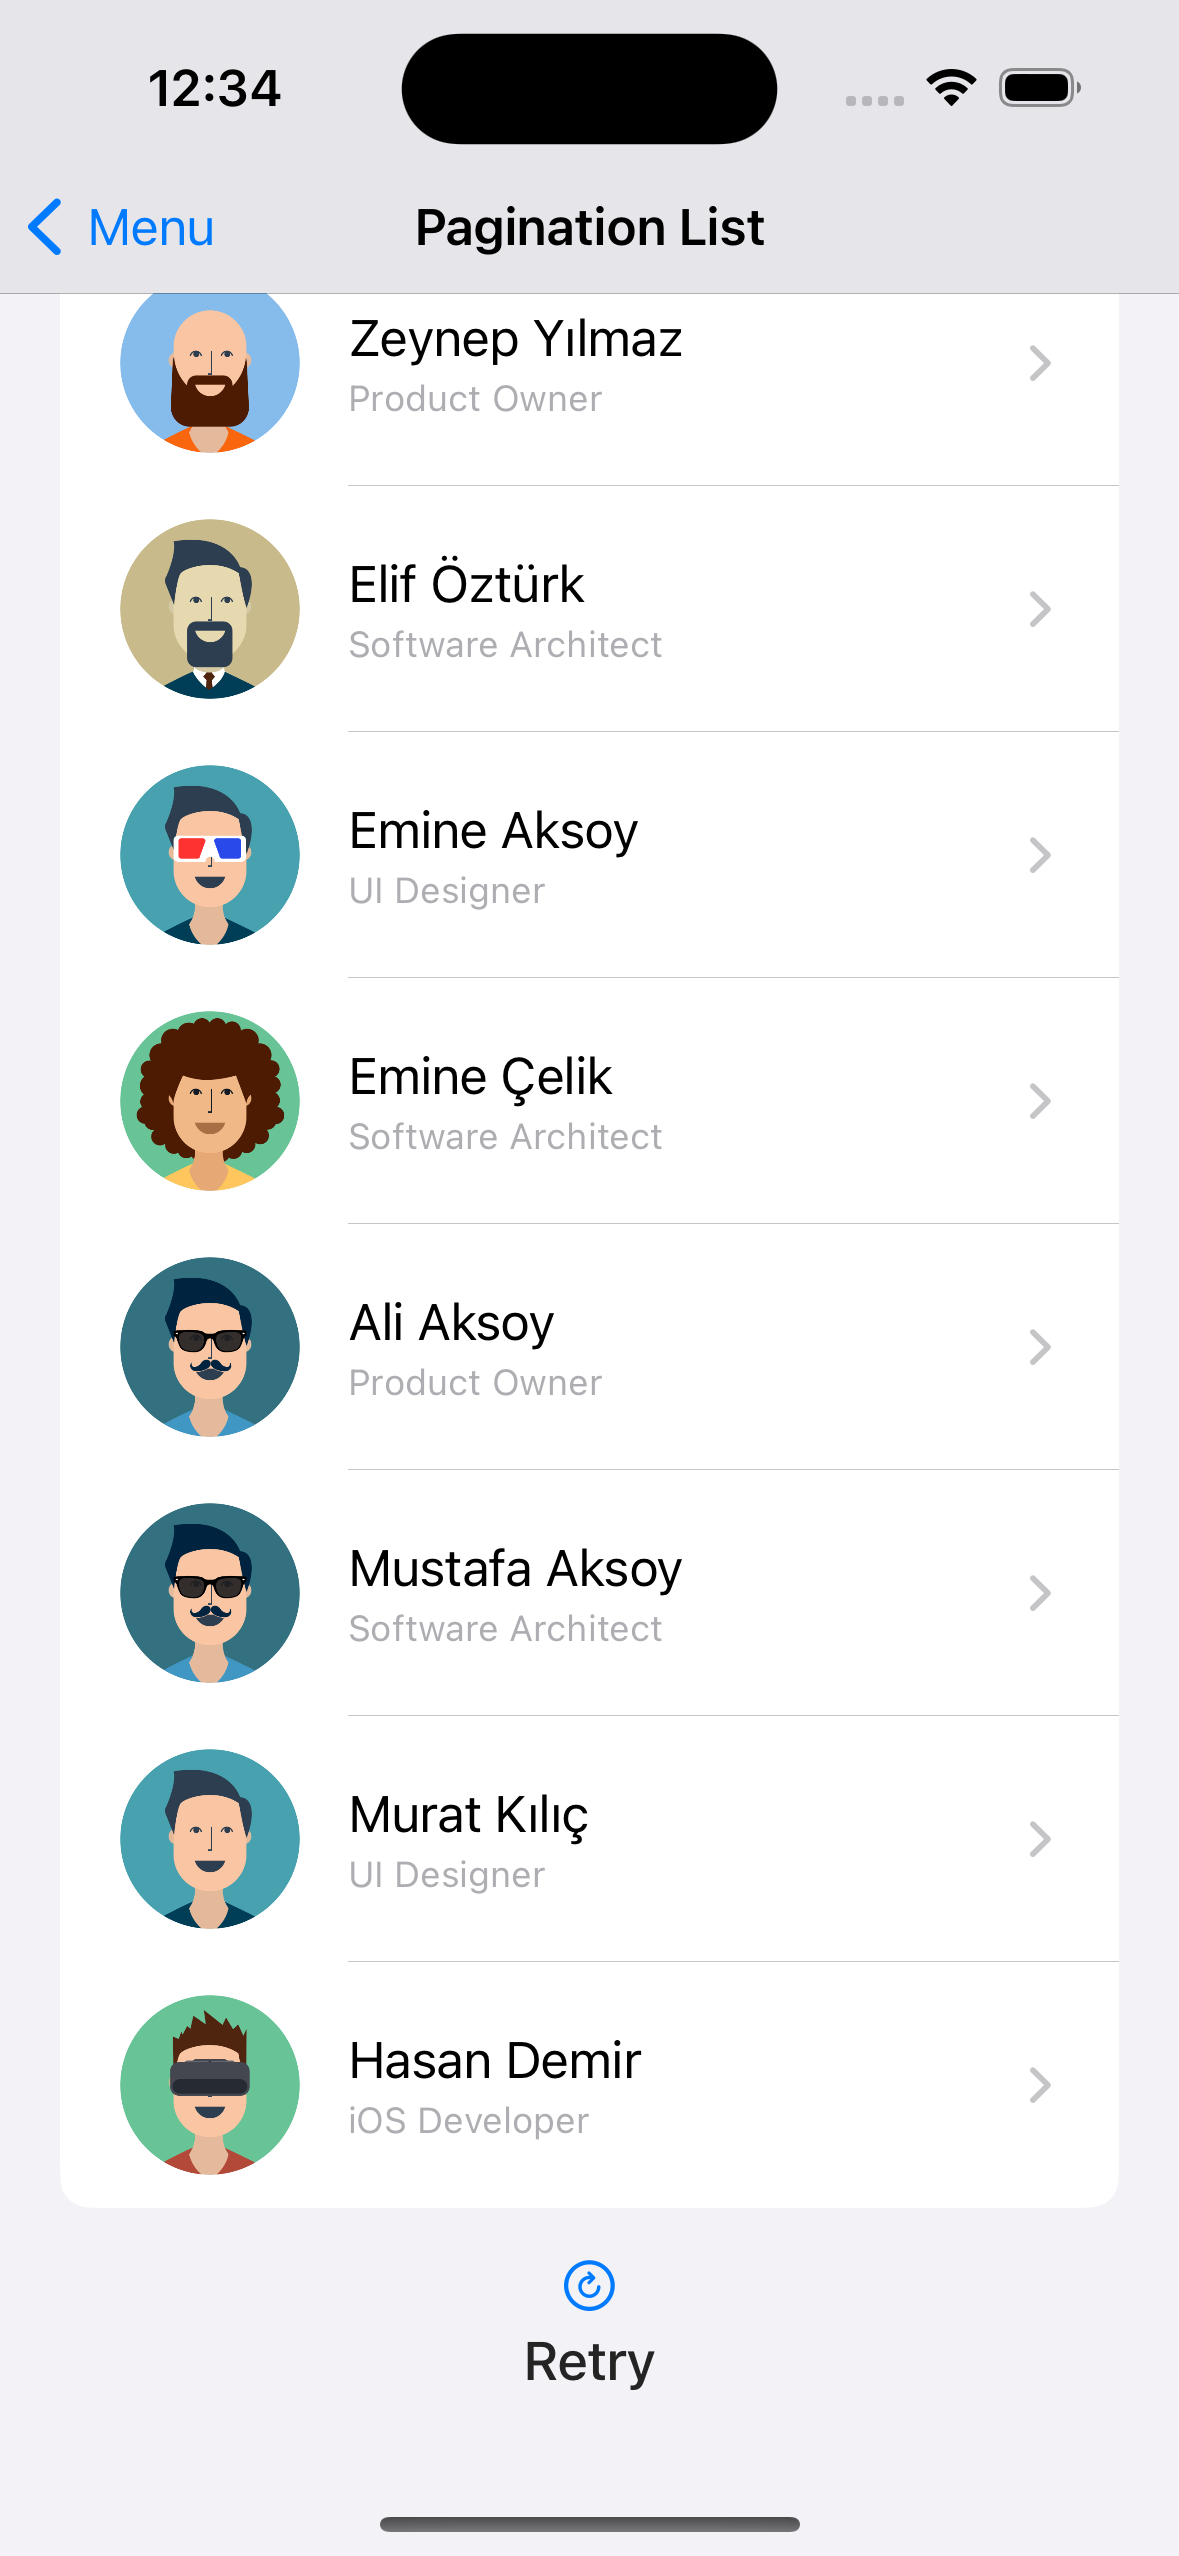 12:34
Menu
Pagination List
Zeynep Yılmaz
Product Owner
Elif Öztürk
Software Architect
Emine Aksoy
UI Designer
Emine Çelik
Software Architect
Ali Aksoy
Product Owner
Mustafa Aksoy
Software Architect
Murat Kılıç
UI Designer
Hasan Demir
iOS Developer
Retry